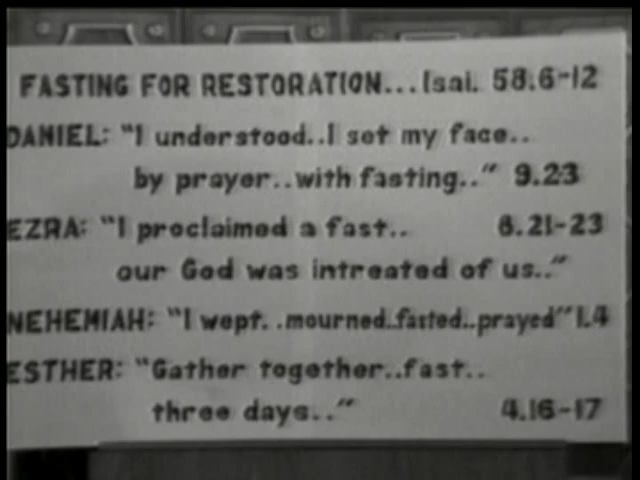 FASTING FOR RESTORATION...Isai. 58.6-12
DANIEL: "I understood..I set my face..
by prayer..with fasting.." 9.23
EZRA: "I proclaimed a fast.. 8.21-23
our God was intreated of us.."
NEHEMIAH: "I wept. .mourned..fasted..prayed" 1.4
ESTHER: "Gather together..fast..
three days.." 4.16-17